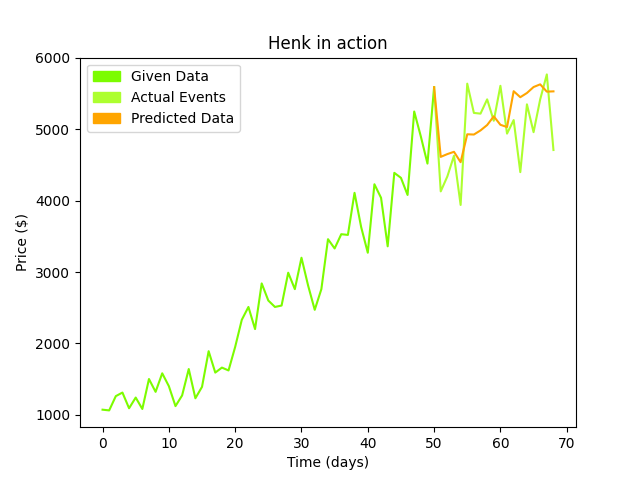 Henk in action
Given Data
Actual Events
Predicted Data
Price ($)
6000
5000
4000
3000
2000
1000
0 10 20 30 40 50 60 70
Time (days)